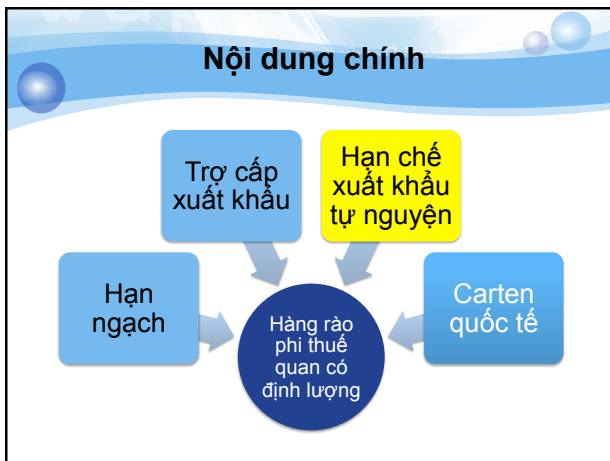 Nội dung chính
Trợ cấp
xuất khẩu
Hạn chế
xuất khẩu
tự nguyện
Hạn
ngạch
Carten
quốc tế
Hàng rào
phi thuế
quan có
định lượng